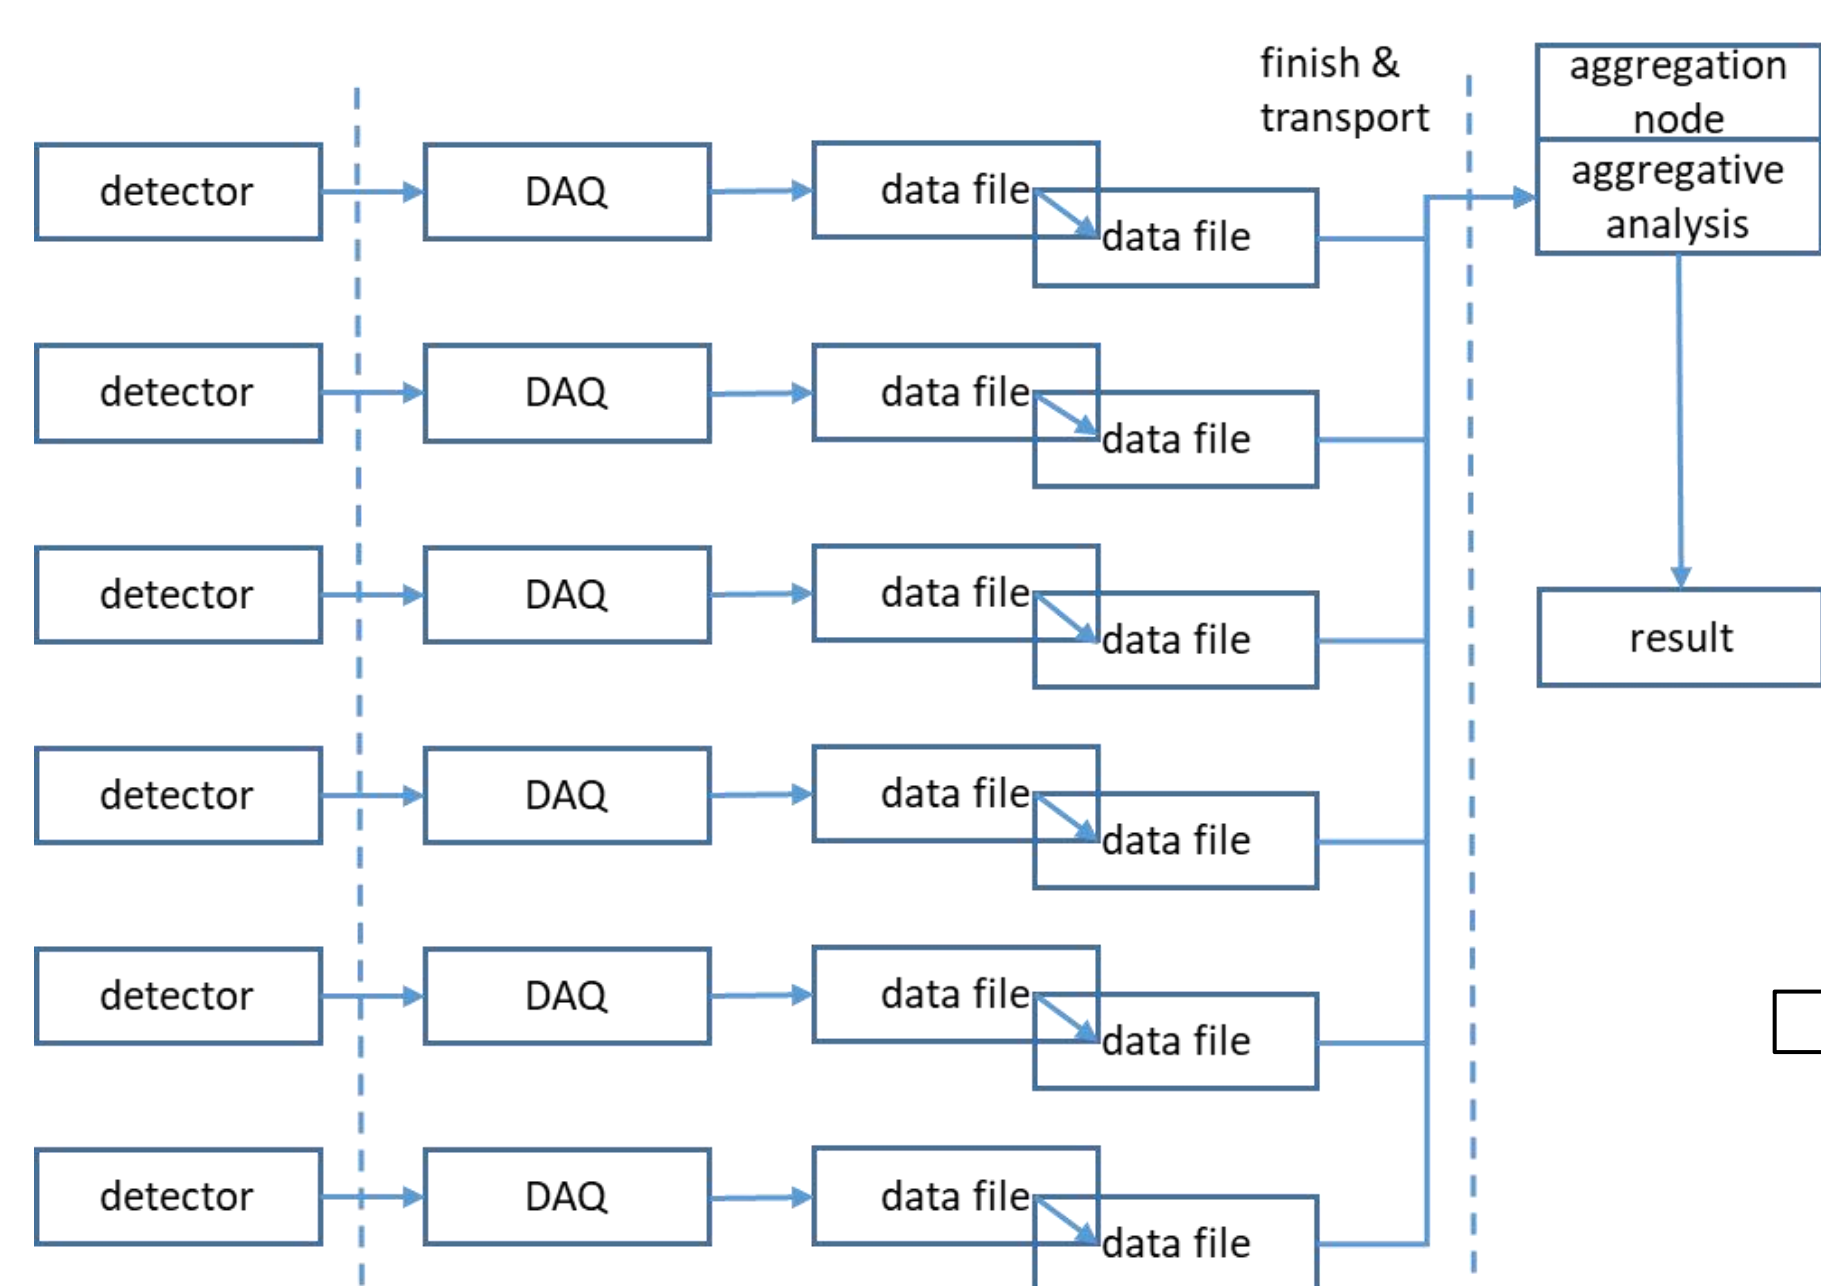 finish &
transport
aggregation
node
aggregative
analysis
detector
DAQ
data file
data file
detector
DAQ
data file
data file
detector
DAQ
data file
data file
result
detector
DAQ
data file
data file
detector
DAQ
data file
data file
detector
DAQ
data file
data file